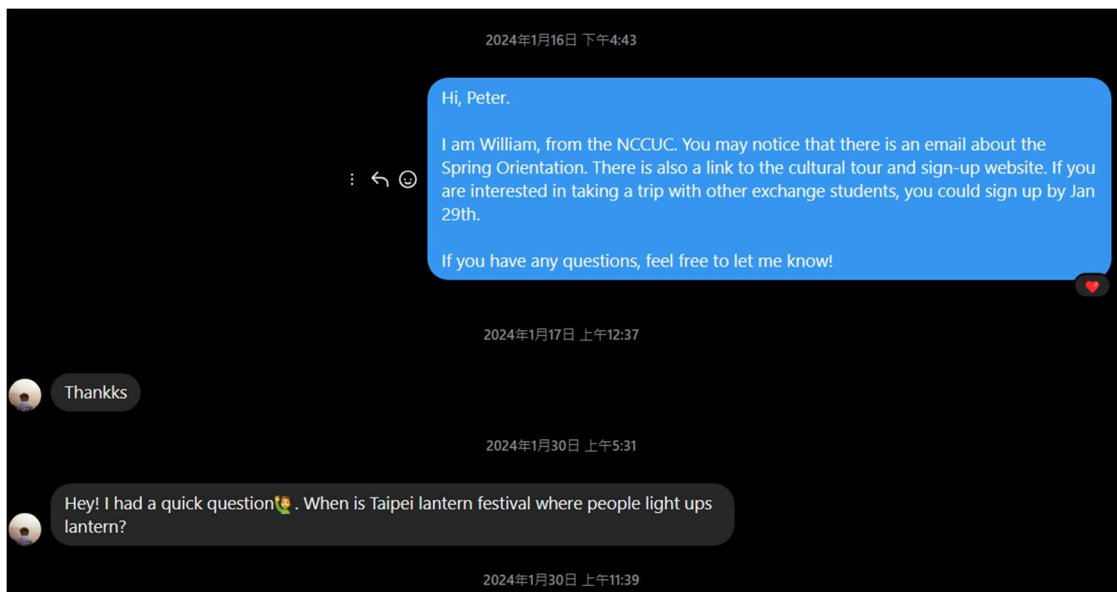 2024年1月16日 下午4:43
Hi, Peter.
I am William, from the NCCUC. You may notice that there is an email about the
Spring Orientation. There is also a link to the cultural tour and sign-up website. If you
are interested in taking a trip with other exchange students, you could sign up by Jan
29th.
If you have any questions, feel free to let me know!
2024年1月17日 上午12:37
Thankks
2024年1月30日 上午5:31
Hey! I had a quick question🙋. When is Taipei lantern festival where people light ups
lantern?
2024年1月30日 上午11:39